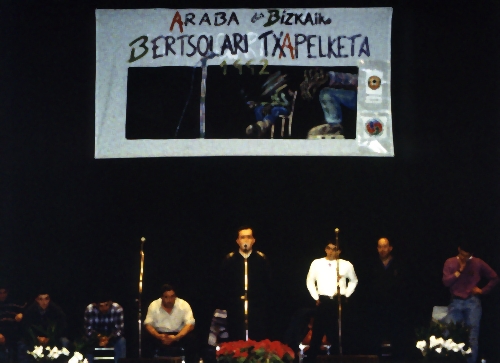 ARABA eta BIZKAIKO
BERTSOLARI TXAPELKETA
1992